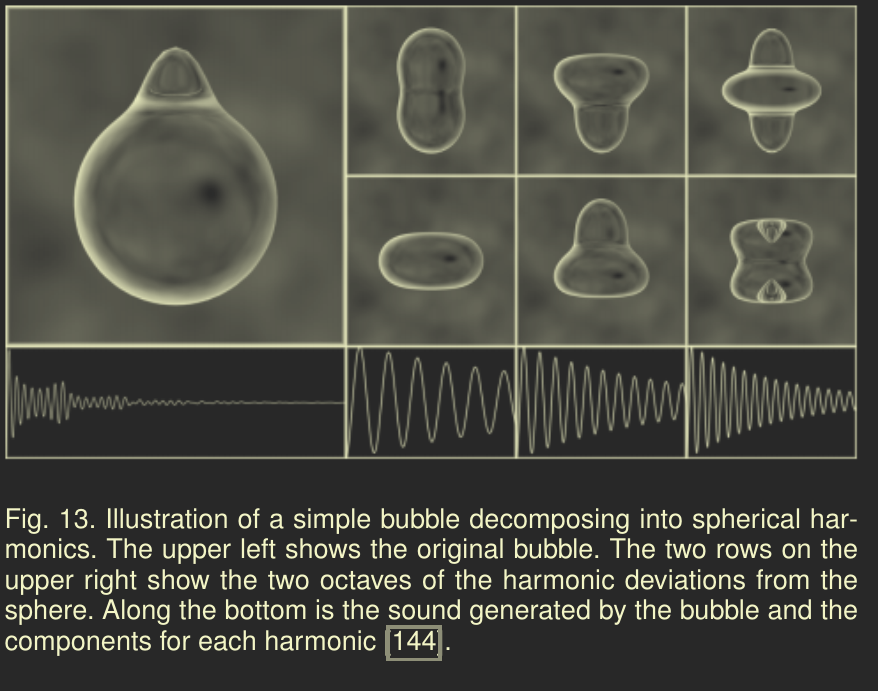 Fig. 13. Illustration of a simple bubble decomposing into spherical har-
monics. The upper left shows the original bubble. The two rows on the
upper right show the two octaves of the harmonic deviations from the
sphere. Along the bottom is the sound generated by the bubble and the
components for each harmonic [144].